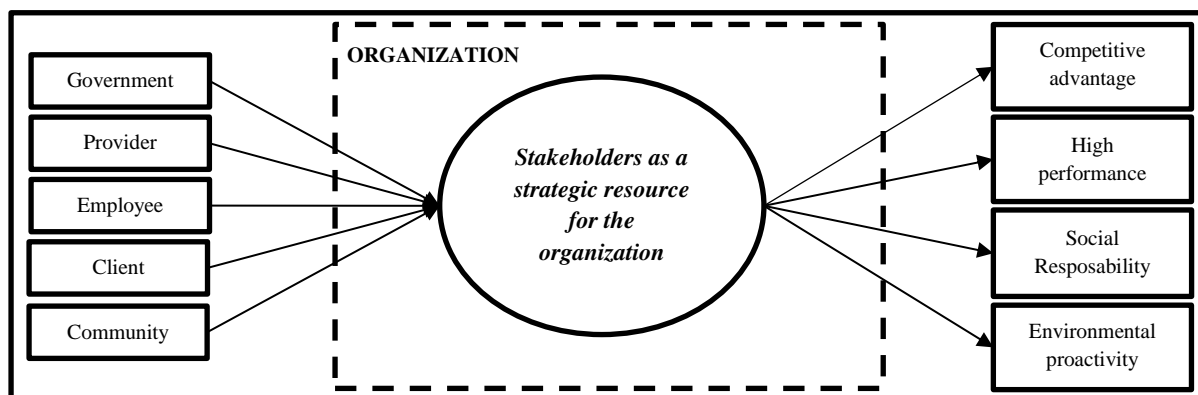 Government
Provider
Employee
Client
Community
ORGANIZATION
Stakeholders as a
strategic resource
for the
organization
Competitive
advantage
High
performance
Social
Resposability
Environmental
proactivity